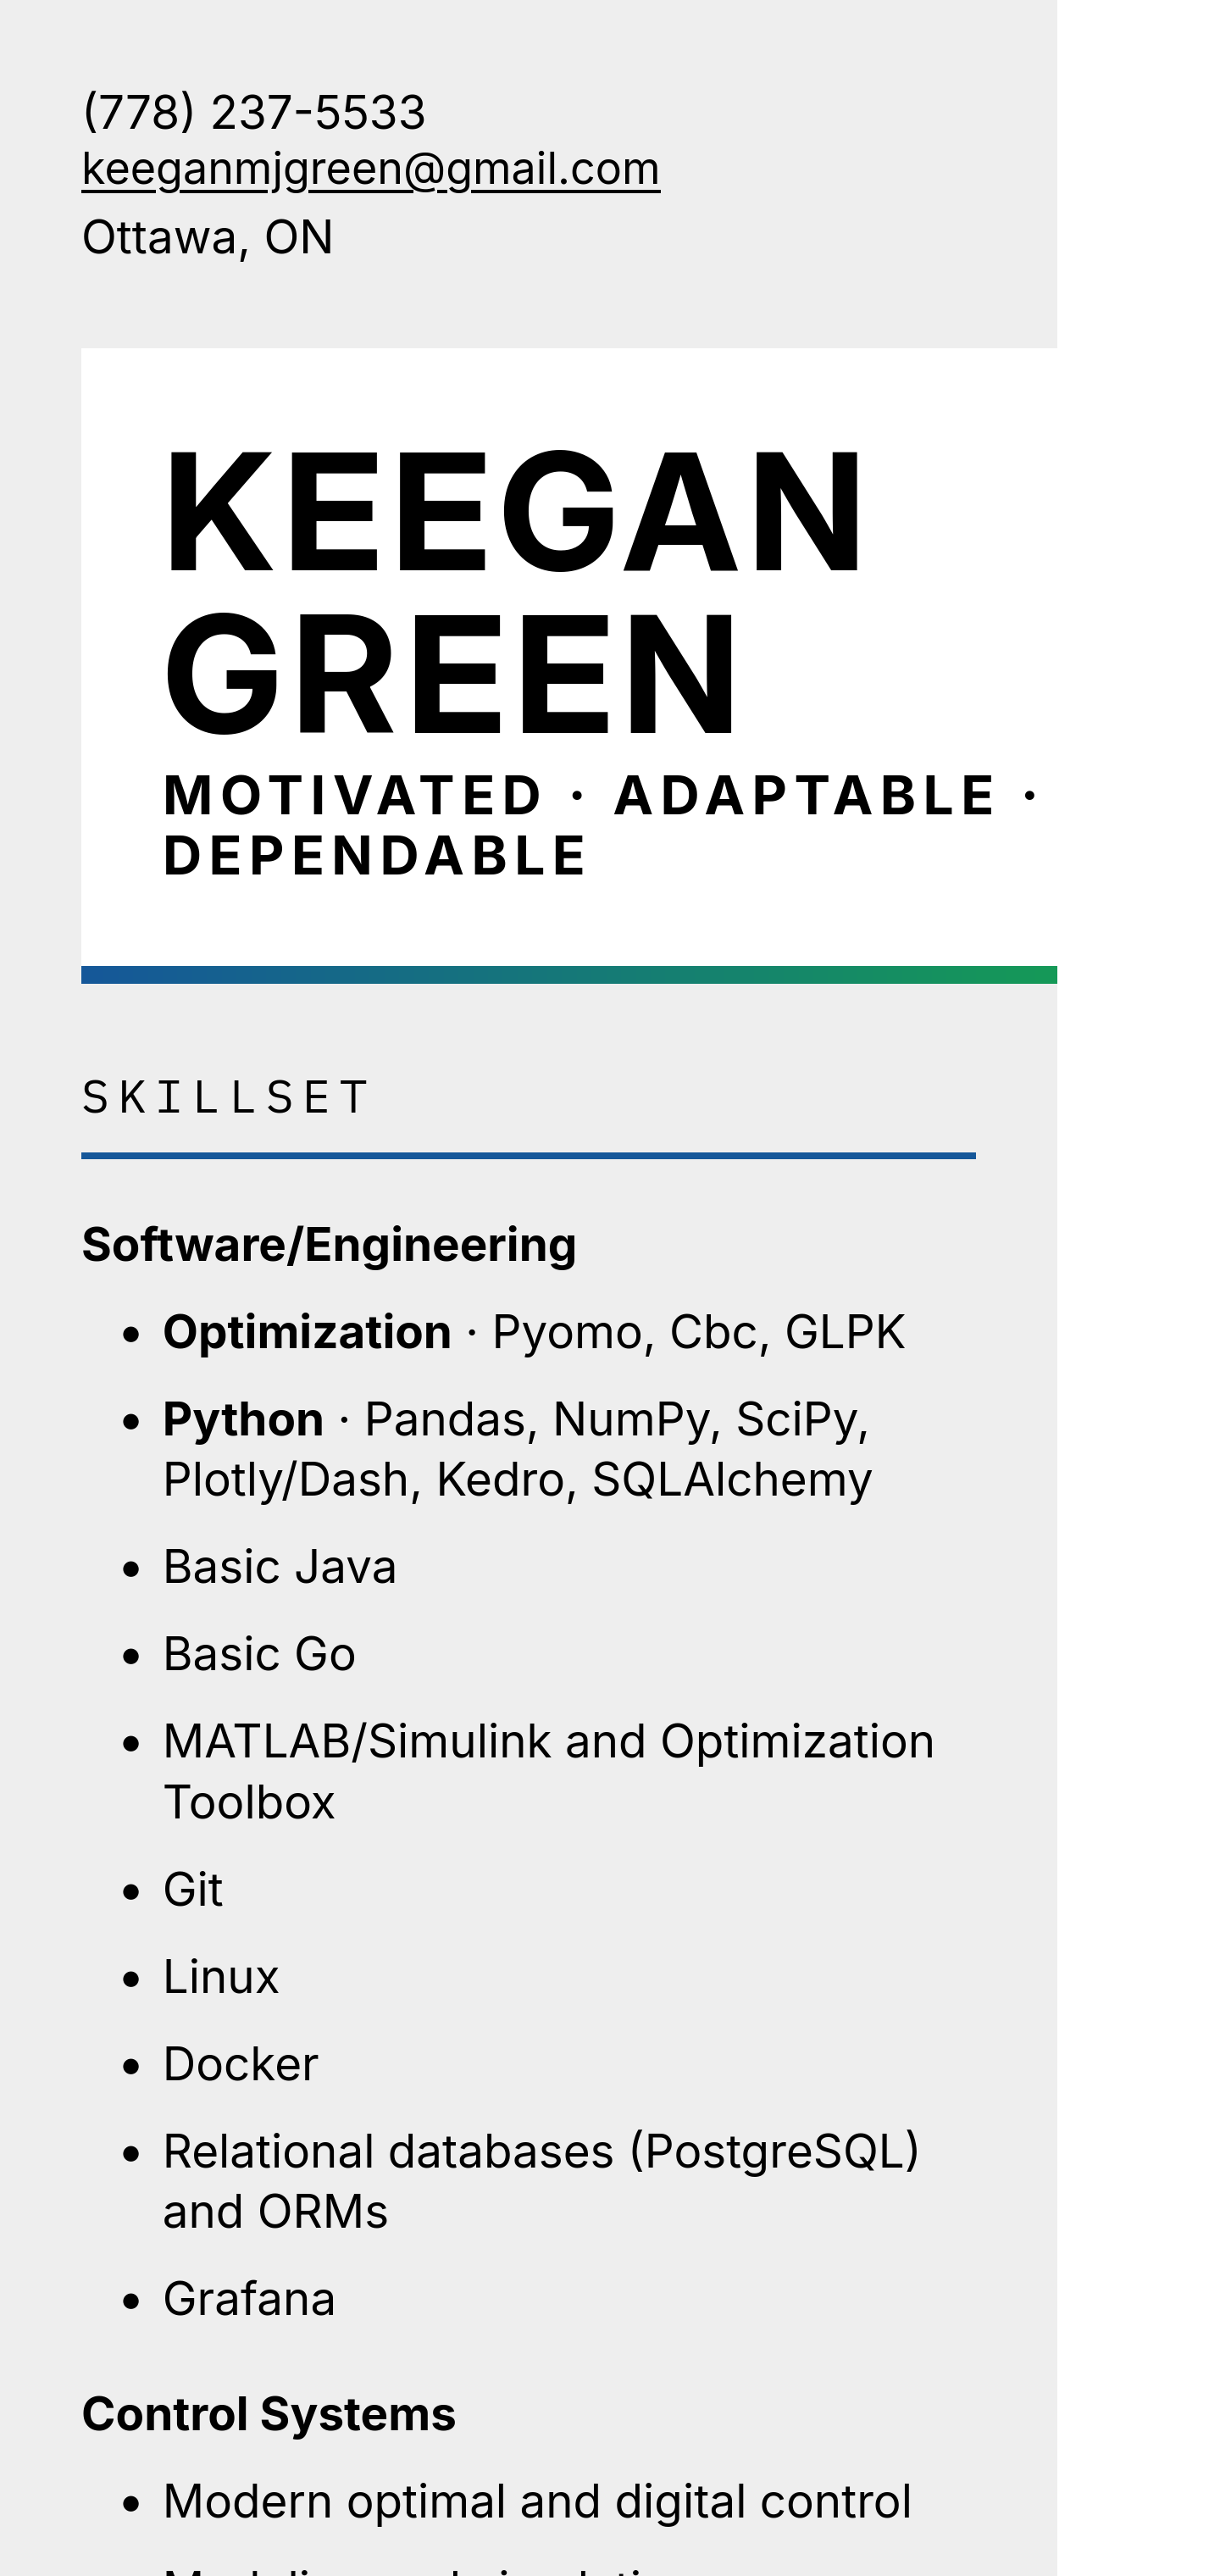 (778) 237-5533
keeganmjgreen@gmail.com
Ottawa, ON
KEEGAN
GREEN
MOTIVATED · ADAPTABLE ·
DEPENDABLE
SKILLSET
Software/Engineering
• Optimization · Pyomo, Cbc, GLPK
• Python · Pandas, NumPy, SciPy,
Plotly/Dash, Kedro, SQLAlchemy
• Basic Java
• Basic Go
• MATLAB/Simulink and Optimization
Toolbox
• Git
• Linux
• Docker
• Relational databases (PostgreSQL)
and ORMs
• Grafana
Control Systems
• Modern optimal and digital control